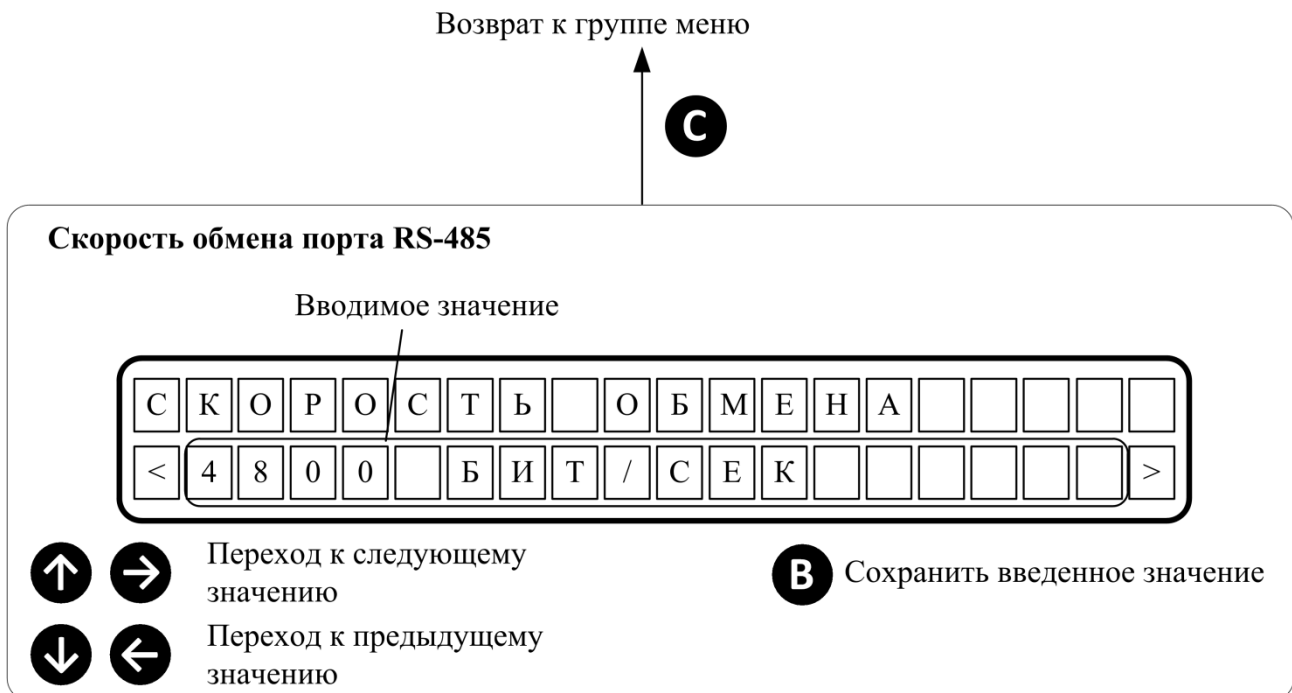 Возврат к группе меню
C
Скорость обмена порта RS-485
Вводимое значение
СКОРОСТЬ ОБМЕНА
<4800 БИТ/СЕК >
↑ → Переход к следующему
значению
B Сохранить введенное значение
↓ ← Переход к предыдущему
значению